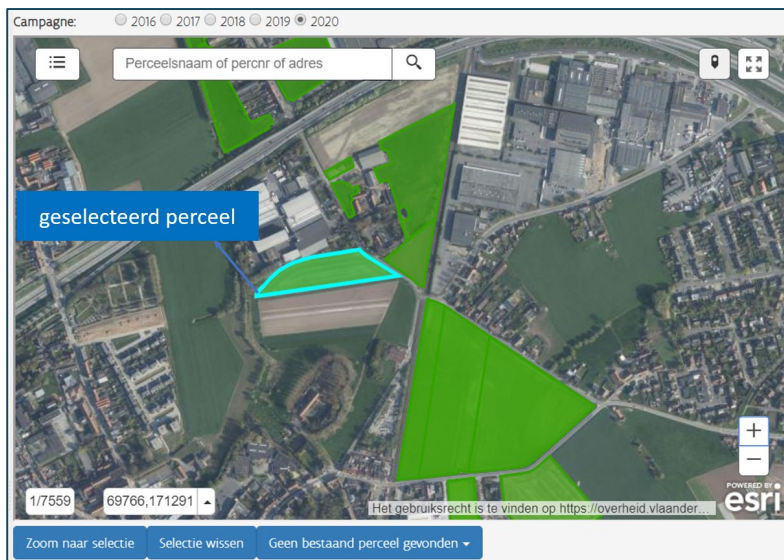 Campagne: 2016 2017 2018 2019 2020
Perceelsnaam of percnr of adres
geselecteerd perceel
1/7559 69766,171291
Het gebruiksrecht is te vinden op https://overheid.vlaander...
POWERED BY
esri
Zoom naar selectie Selectie wissen Geen bestaand perceel gevonden